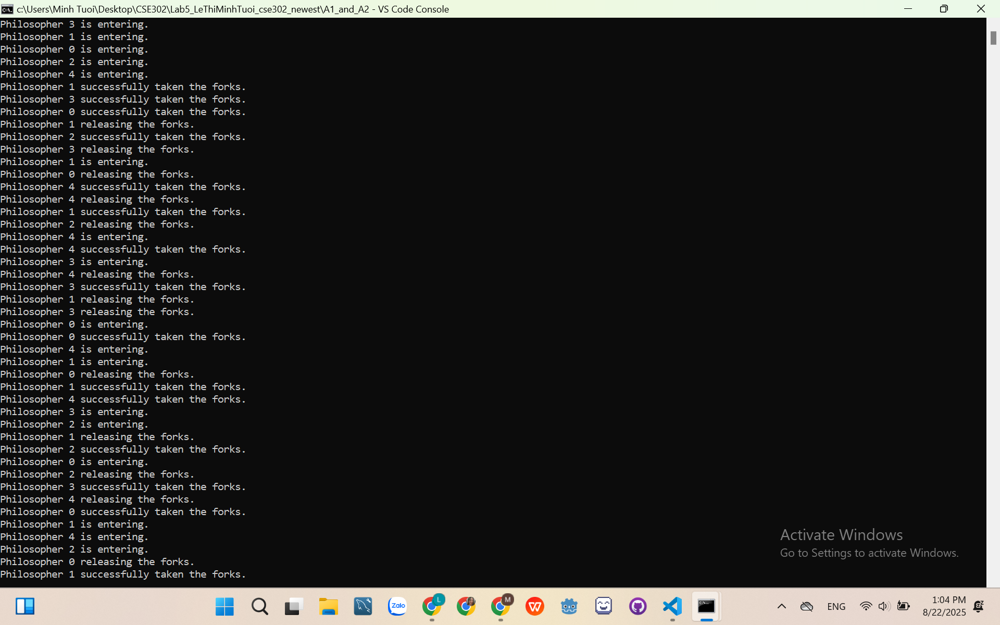 c:\Users\Minh Tuoi\Desktop\CSE302\Lab5_LeThiMinhTuoi_cse302_newest\A1_and_A2 - VS Code Console
Philosopher 3 is entering.
Philosopher 1 is entering.
Philosopher 0 is entering.
Philosopher 2 is entering.
Philosopher 4 is entering.
Philosopher 1 successfully taken the forks.
Philosopher 3 successfully taken the forks.
Philosopher 0 successfully taken the forks.
Philosopher 1 releasing the forks.
Philosopher 2 successfully taken the forks.
Philosopher 3 releasing the forks.
Philosopher 1 is entering.
Philosopher 0 releasing the forks.
Philosopher 4 successfully taken the forks.
Philosopher 4 releasing the forks.
Philosopher 1 successfully taken the forks.
Philosopher 2 releasing the forks.
Philosopher 4 is entering.
Philosopher 4 successfully taken the forks.
Philosopher 3 is entering.
Philosopher 4 releasing the forks.
Philosopher 3 successfully taken the forks.
Philosopher 1 releasing the forks.
Philosopher 3 releasing the forks.
Philosopher 0 is entering.
Philosopher 0 successfully taken the forks.
Philosopher 4 is entering.
Philosopher 1 is entering.
Philosopher 0 releasing the forks.
Philosopher 1 successfully taken the forks.
Philosopher 4 successfully taken the forks.
Philosopher 3 is entering.
Philosopher 2 is entering.
Philosopher 1 releasing the forks.
Philosopher 2 successfully taken the forks.
Philosopher 0 is entering.
Philosopher 2 releasing the forks.
Philosopher 3 successfully taken the forks.
Philosopher 4 releasing the forks.
Philosopher 0 successfully taken the forks.
Philosopher 1 is entering.
Philosopher 4 is entering.
Philosopher 2 is entering.
Philosopher 0 releasing the forks.
Philosopher 1 successfully taken the forks.
Activate Windows
Go to Settings to activate Windows.
Zalo
L
M
W
ENG
1:04 PM
8/22/2025